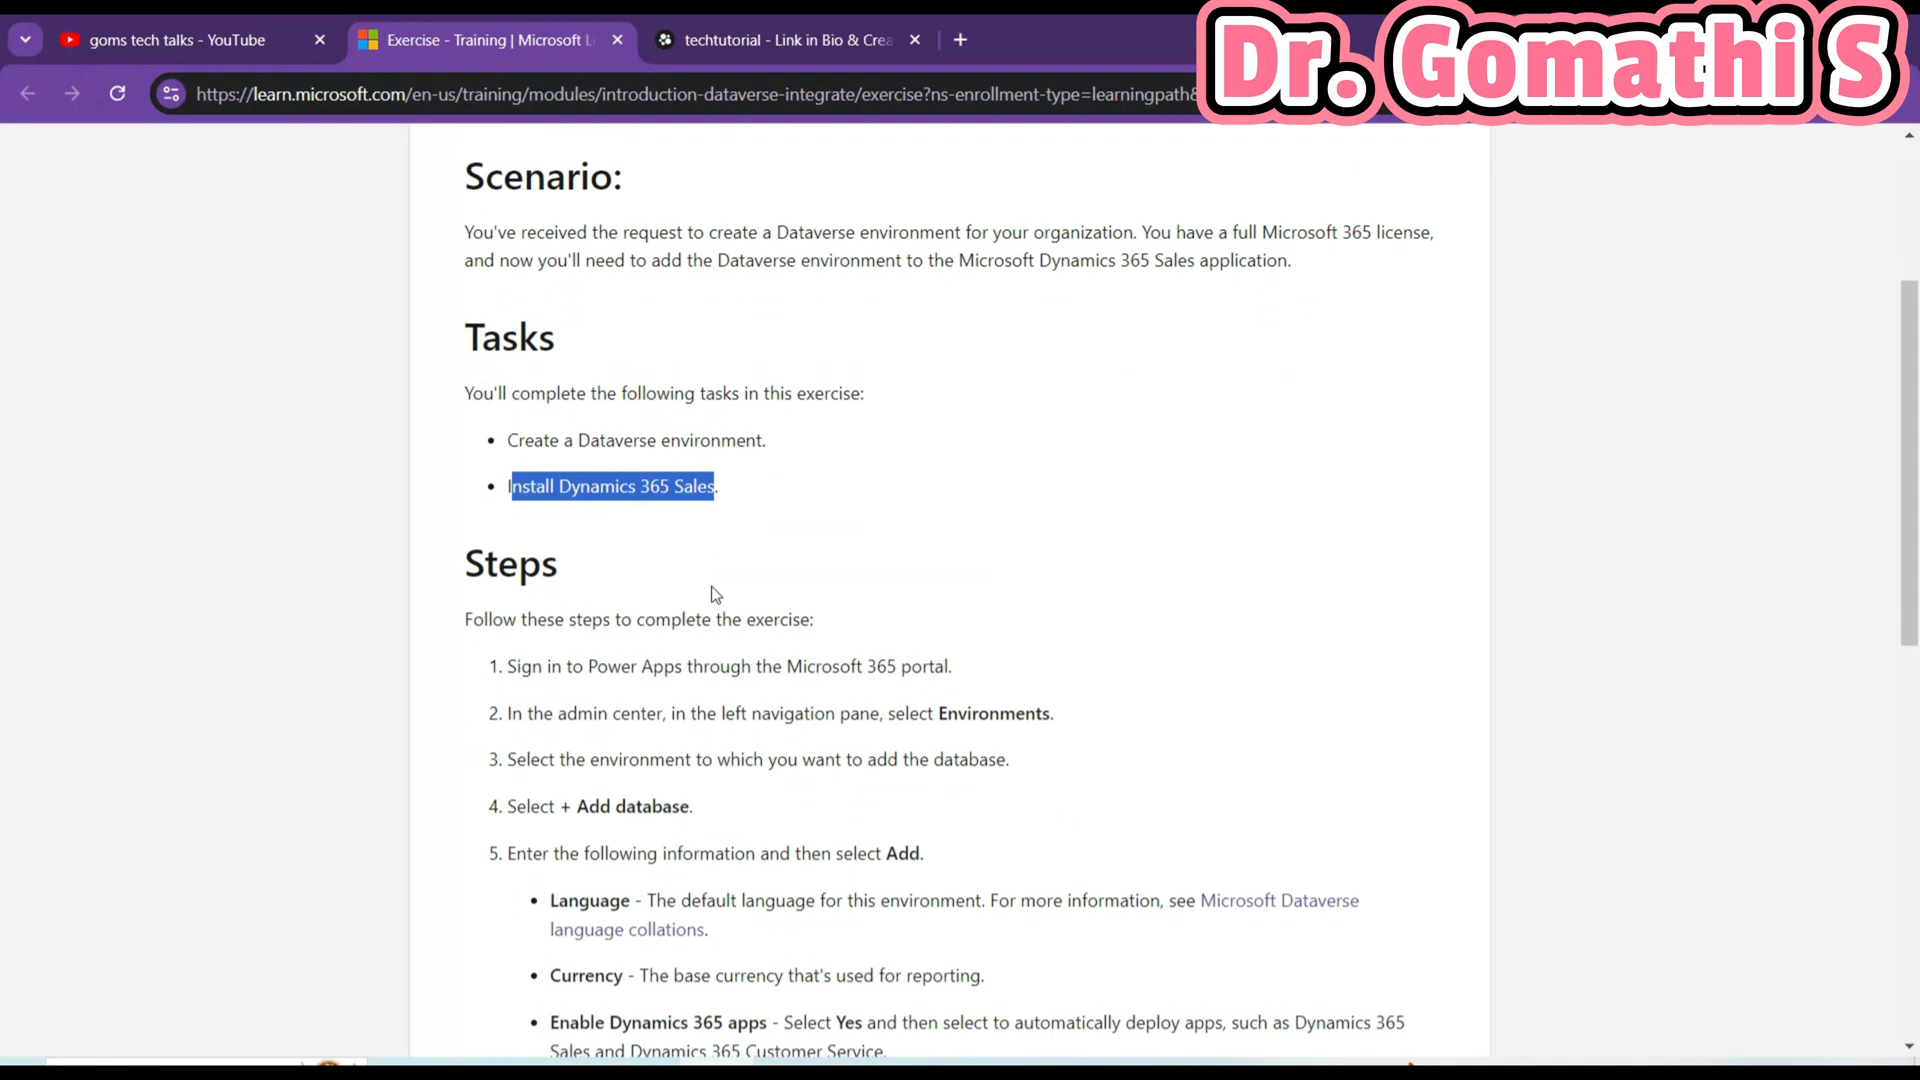 goms tech talks - YouTube
Exercise - Training | Microsoft L
techtutorial - Link in Bio & Crea
Dr. Gomathi S
https://learn.microsoft.com/en-us/training/modules/introduction-dataverse-integrate/exercise?ns-enrollment-type=learningpath&
Scenario:
You've received the request to create a Dataverse environment for your organization. You have a full Microsoft 365 license,
and now you'll need to add the Dataverse environment to the Microsoft Dynamics 365 Sales application.
Tasks
You'll complete the following tasks in this exercise:
• Create a Dataverse environment.
• Install Dynamics 365 Sales.
Steps
Follow these steps to complete the exercise:
1. Sign in to Power Apps through the Microsoft 365 portal.
2. In the admin center, in the left navigation pane, select Environments.
3. Select the environment to which you want to add the database.
4. Select + Add database.
5. Enter the following information and then select Add.
• Language - The default language for this environment. For more information, see Microsoft Dataverse
language collations.
• Currency - The base currency that's used for reporting.
• Enable Dynamics 365 apps - Select Yes and then select to automatically deploy apps, such as Dynamics 365
Sales and Dynamics 365 Customer Service.